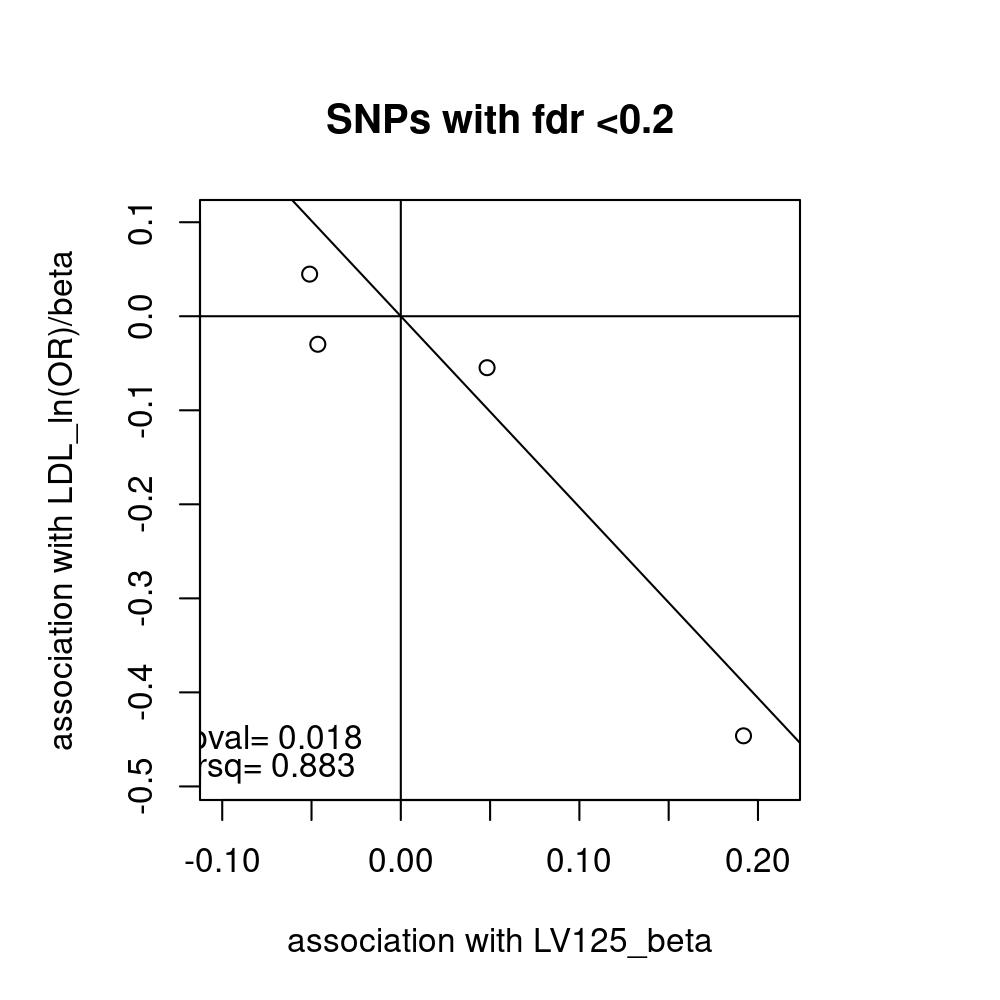 SNPs with fdr <0.2
association with LDL_ln(OR)/beta
0.1
0.0
-0.1
-0.2
-0.3
-0.4
-0.5
pval= 0.018
rsq= 0.883
-0.10 0.00 0.10 0.20
association with LV125_beta